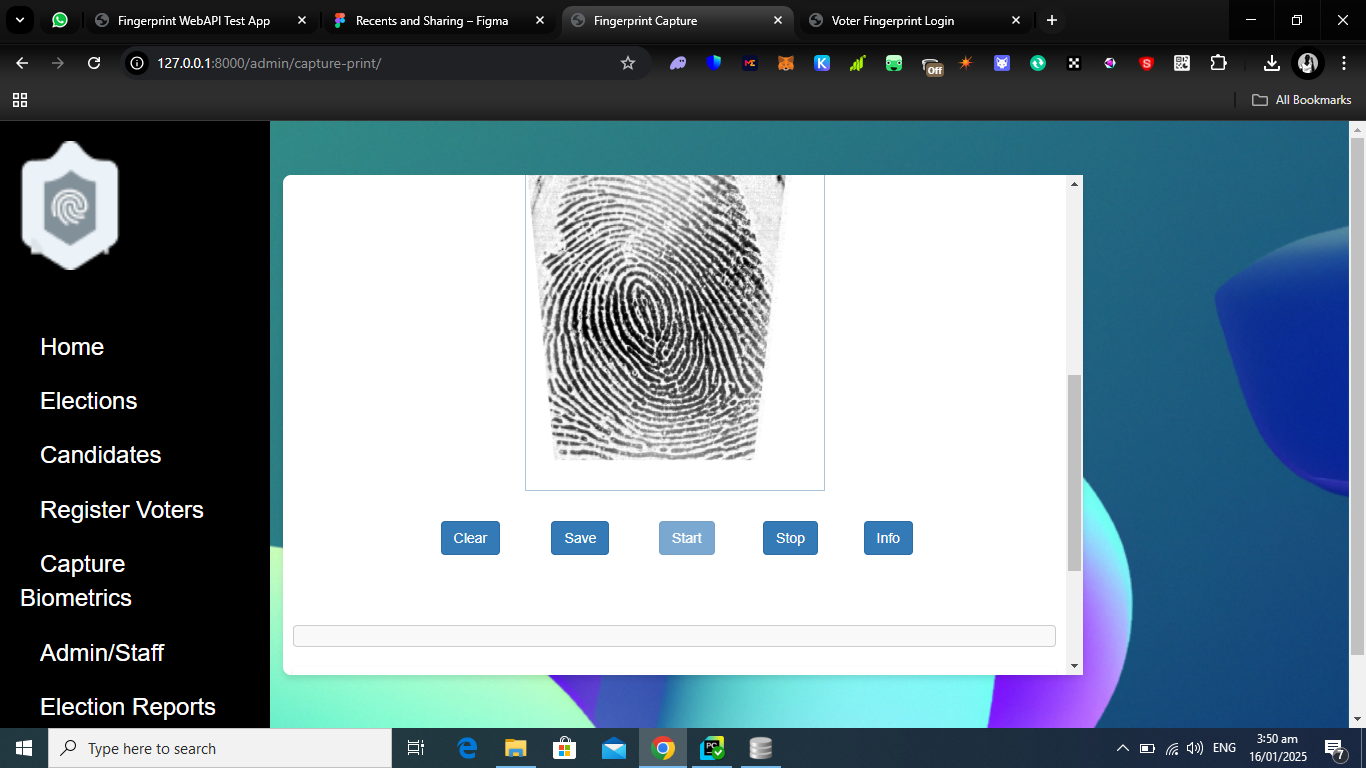 Fingerprint WebAPI Test App
Recents and Sharing – Figma
Fingerprint Capture
Voter Fingerprint Login
127.0.0.1:8000/admin/capture-print/
Off
All Bookmarks
Home
Elections
Candidates
Register Voters
Capture
Biometrics
Admin/Staff
Election Reports
Clear
Save
Start
Stop
Info
Type here to search
ENG
3:50 am
16/01/2025
7